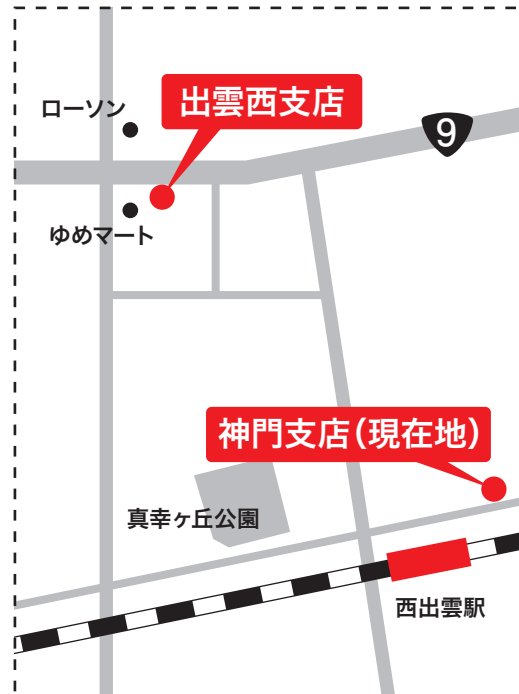 ローソン
出雲西支店
9
ゆめマート
神門支店(現在地)
真幸ヶ丘公園
西出雲駅